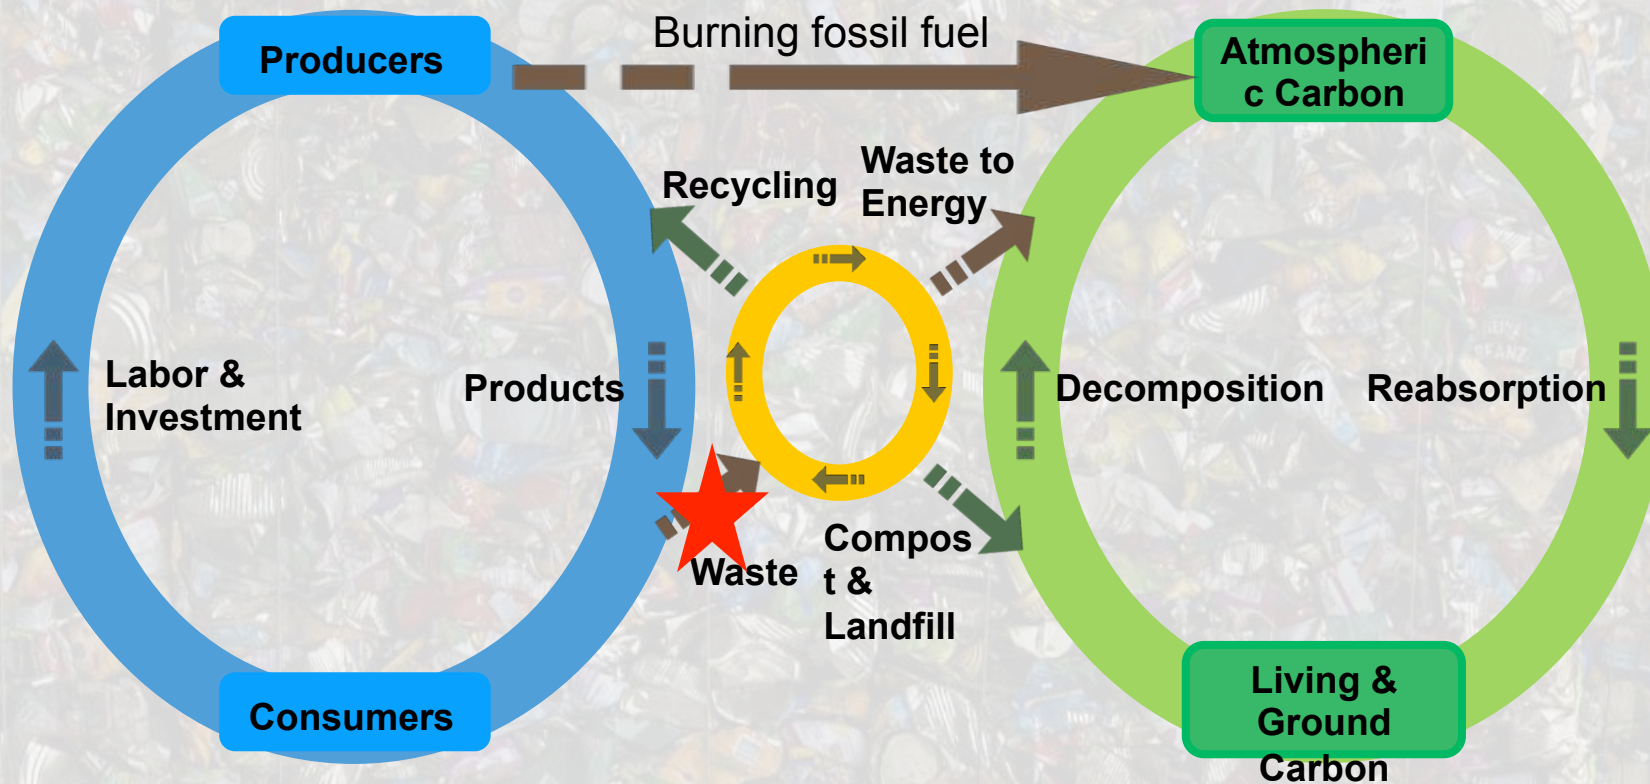 Burning fossil fuel
Producers
Atmospheri
c Carbon
Recycling
Waste to
Energy
Labor &
Investment
Products
Decomposition
Reabsorption
Waste
Compos
t &
Landfill
Consumers
Living &
Ground
Carbon